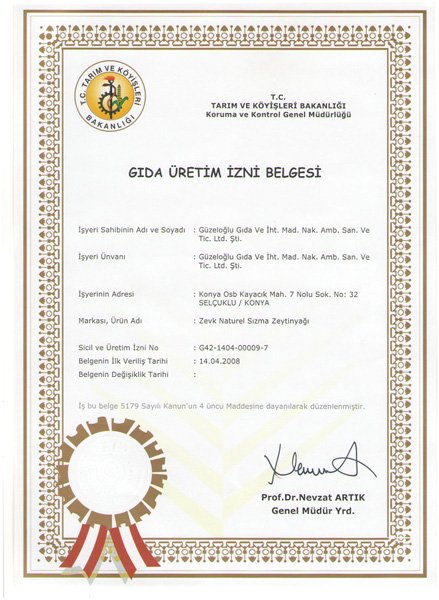 T.C. TARIM VE KÖYİŞLERİ
BAKANLIĞI
T.C.
TARIM VE KÖYİŞLERİ BAKANLIĞI
Koruma ve Kontrol Genel Müdürlüğü
GIDA ÜRETİM İZNİ BELGESİ
İşyeri Sahibinin Adı ve Soyadı : Güzeloğlu Gıda Ve İht. Mad. Nak. Amb. San. Ve
Tic. Ltd. Şti.
İşyeri Ünvanı : Güzeloğlu Gıda Ve İht. Mad. Nak. Amb. San. Ve
Tic. Ltd. Şti.
İşyerinin Adresi : Konya Osb Kayacık Mah. 7 Nolu Sok. No: 32
SELÇUKLU / KONYA
Markası, Ürün Adı : Zevk Naturel Sızma Zeytinyağı
Sicil ve Üretim İzni No : G42-1404-00009-7
Belgenin İlk Veriliş Tarihi : 14.04.2008
Belgenin Değişiklik Tarihi :
İş bu belge 5179 Sayılı Kanun'un 4 üncü Maddesine dayanılarak düzenlenmiştir.
Prof.Dr.Nevzat ARTIK
Genel Müdür Yrd.